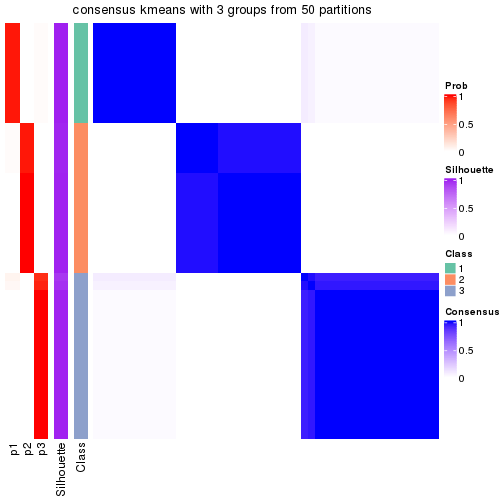 consensus kmeans with 3 groups from 50 partitions
Prob
1
0.5
0
Silhouette
1
0.5
0
Class
1
2
3
Consensus
1
0.5
0
p1
p2
p3
Silhouette
Class